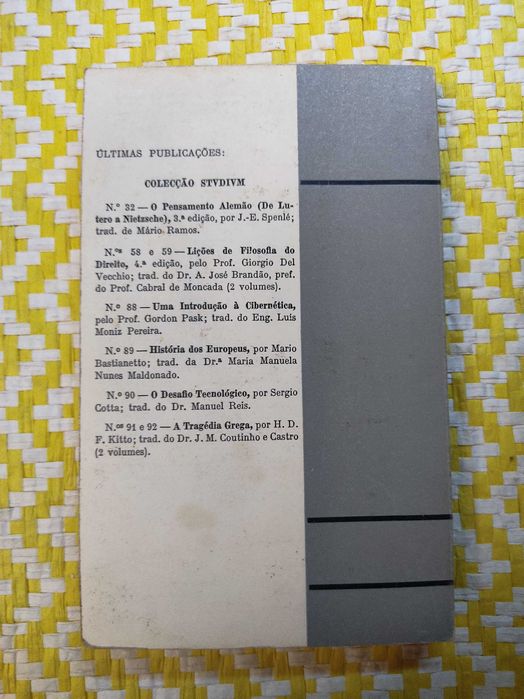 ÚLTIMAS PUBLICAÇÕES:
COLECÇÃO STVDIVM
N.º 32 — O Pensamento Alemão (De Lu-
tero a Nietzsche), 3.ª edição, por J.-E. Spenlé;
trad. de Mário Ramos.
N.ºˢ 58 e 59 — Lições de Filosofia do
Direito, 4.ª edição, pelo Prof. Giorgio Del
Vecchio; trad. do Dr. A. José Brandão, pref.
do Prof. Cabral de Moncada (2 volumes).
N.º 88 — Uma Introdução à Cibernética,
pelo Prof. Gordon Pask; trad. do Eng. Luís
Moniz Pereira.
N.º 89 — História dos Europeus, por Mario
Bastianetto; trad. da Dr.ª Maria Manuela
Nunes Maldonado.
N.º 90 — O Desafio Tecnológico, por Sergio
Cotta; trad. do Dr. Manuel Reis.
N.ºˢ 91 e 92 — A Tragédia Grega, por H. D.
F. Kitto; trad. do Dr. J. M. Coutinho e Castro
(2 volumes).